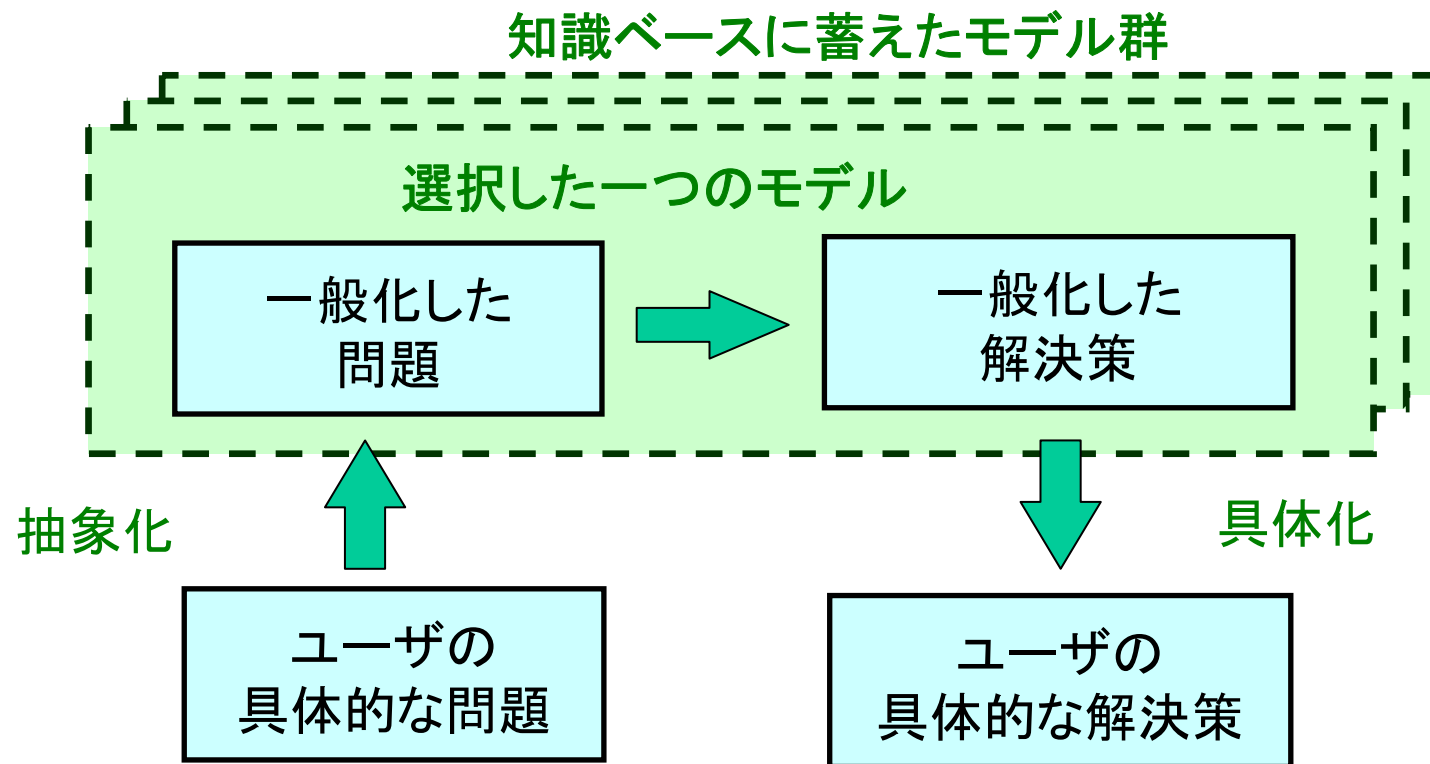 知識ベースに蓄えたモデル群
選択した一つのモデル
一般化した
問題
一般化した
解決策
抽象化
具体化
ユーザの
具体的な問題
ユーザの
具体的な解決策